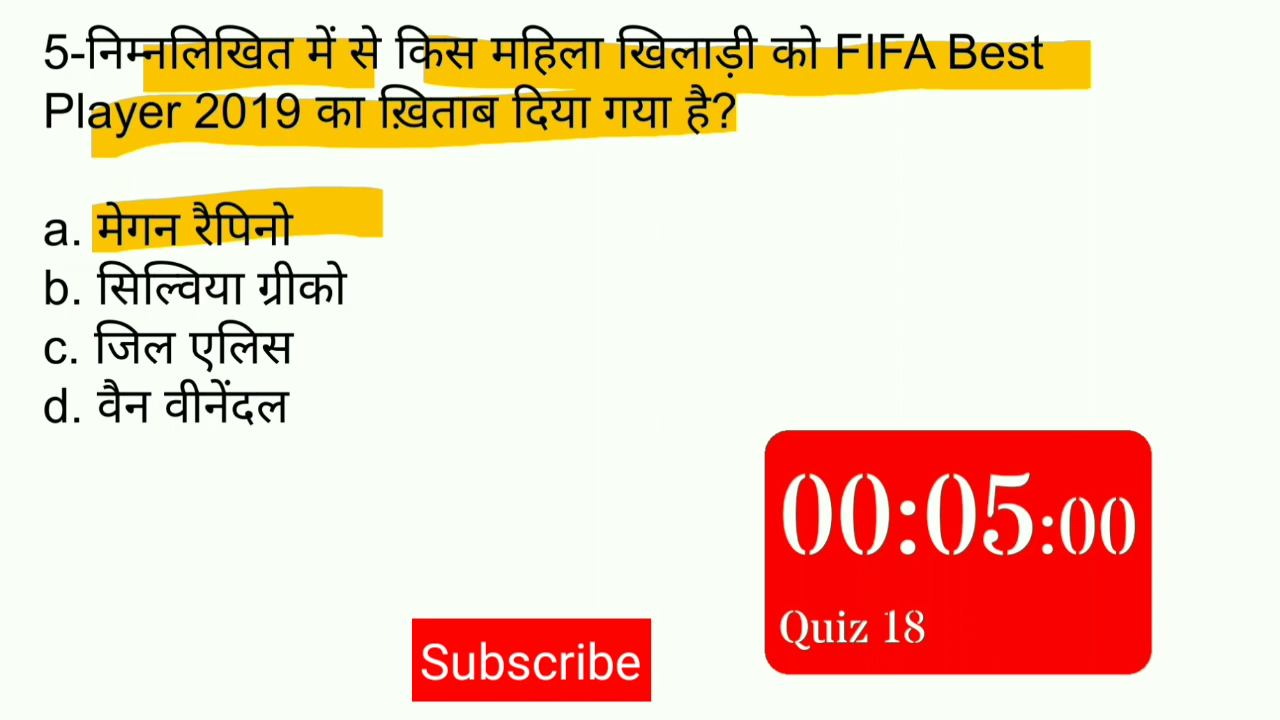 5-निम्नलिखित में से किस महिला खिलाड़ी को FIFA Best
Player 2019 का ख़िताब दिया गया है?
a. मेगन रैपिनो
b. सिल्विया ग्रीको
c. जिल एलिस
d. वैन वीनेंदल
00:05:00
Quiz 18
Subscribe